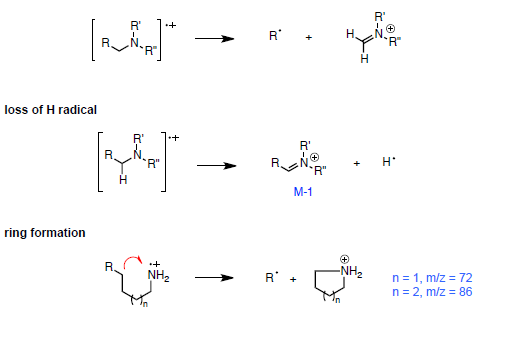 R N R' R" •+ R• + H H N R' R" ⊕
loss of H radical
R H N R' R" •+ R N R' R" ⊕ + H•
M-1
ring formation
R •+ NH2 n R• + ⊕ NH2 n
n = 1, m/z = 72
n = 2, m/z = 86